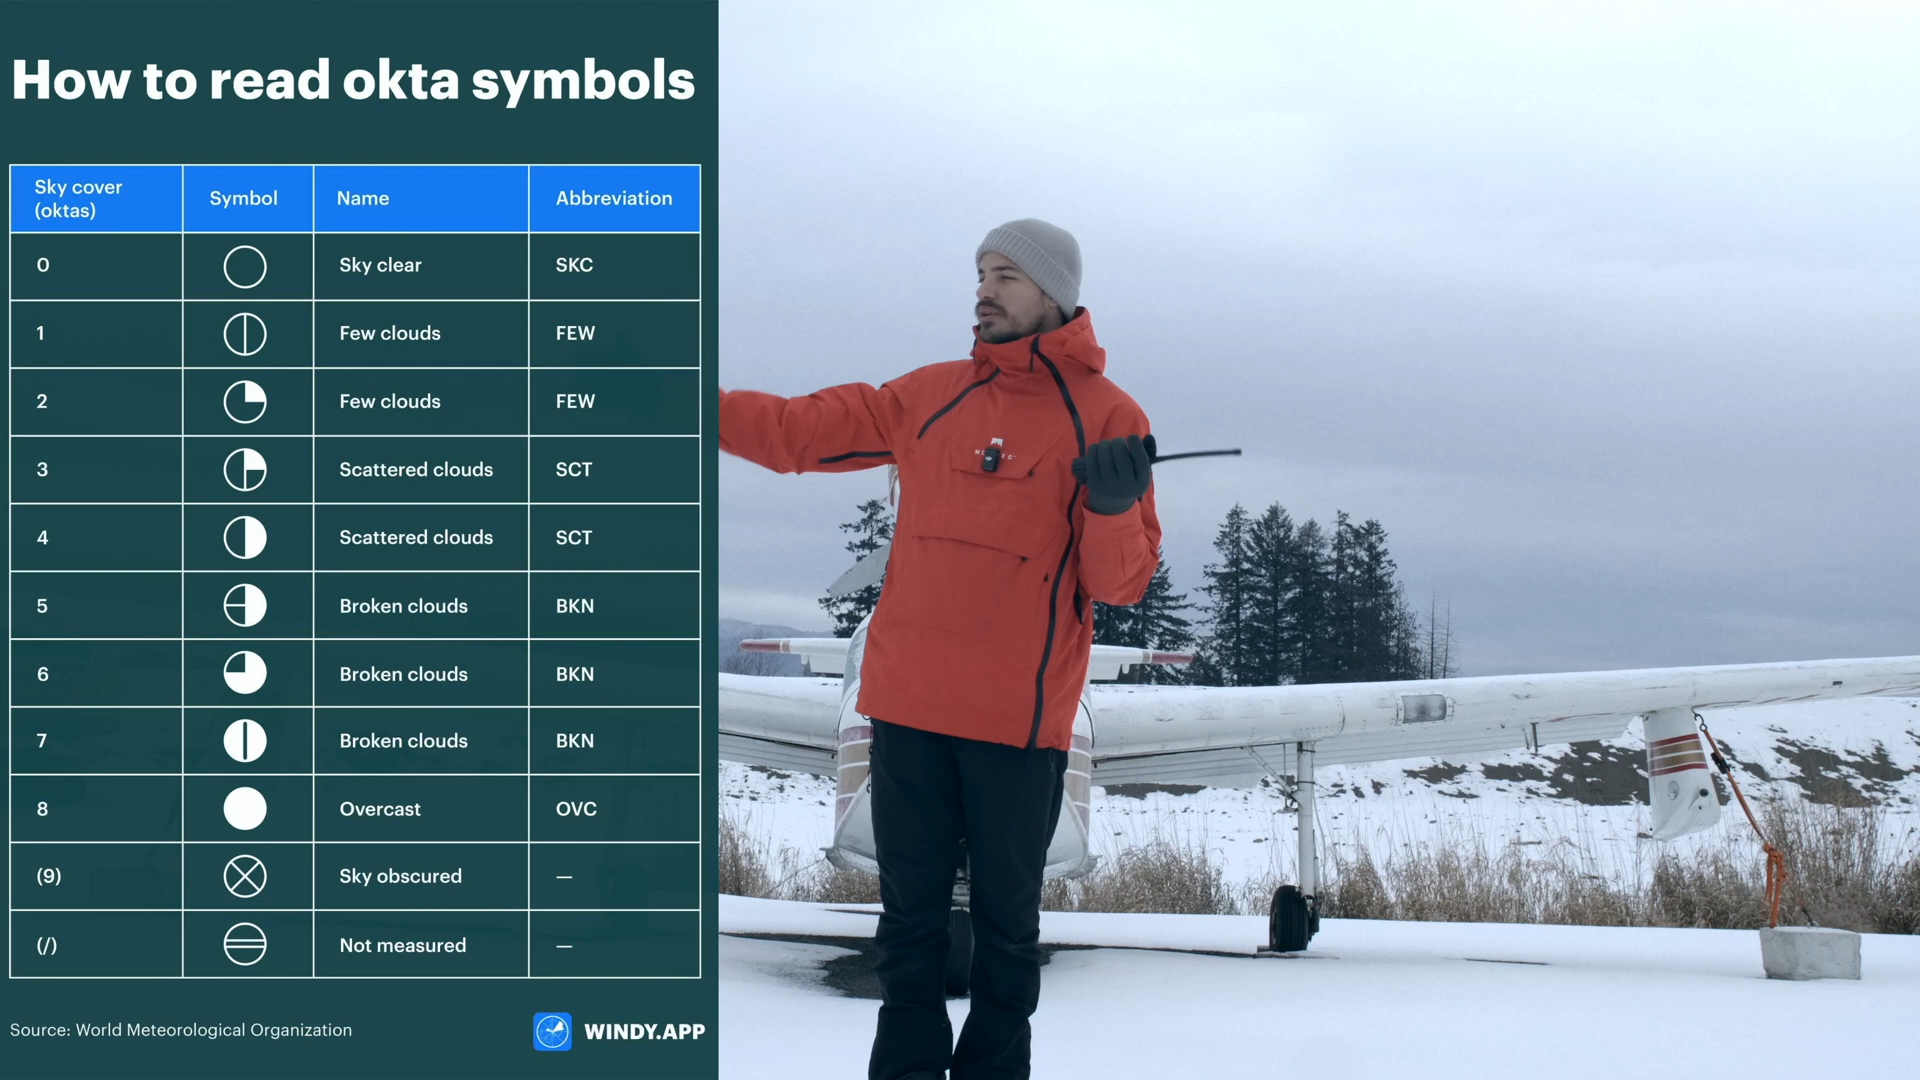 How to read okta symbols
Sky cover (oktas) Symbol Name Abbreviation
0 Sky clear SKC
1 Few clouds FEW
2 Few clouds FEW
3 Scattered clouds SCT
4 Scattered clouds SCT
5 Broken clouds BKN
6 Broken clouds BKN
7 Broken clouds BKN
8 Overcast OVC
(9) Sky obscured —
(/) Not measured —
Source: World Meteorological Organization
WINDY.APP